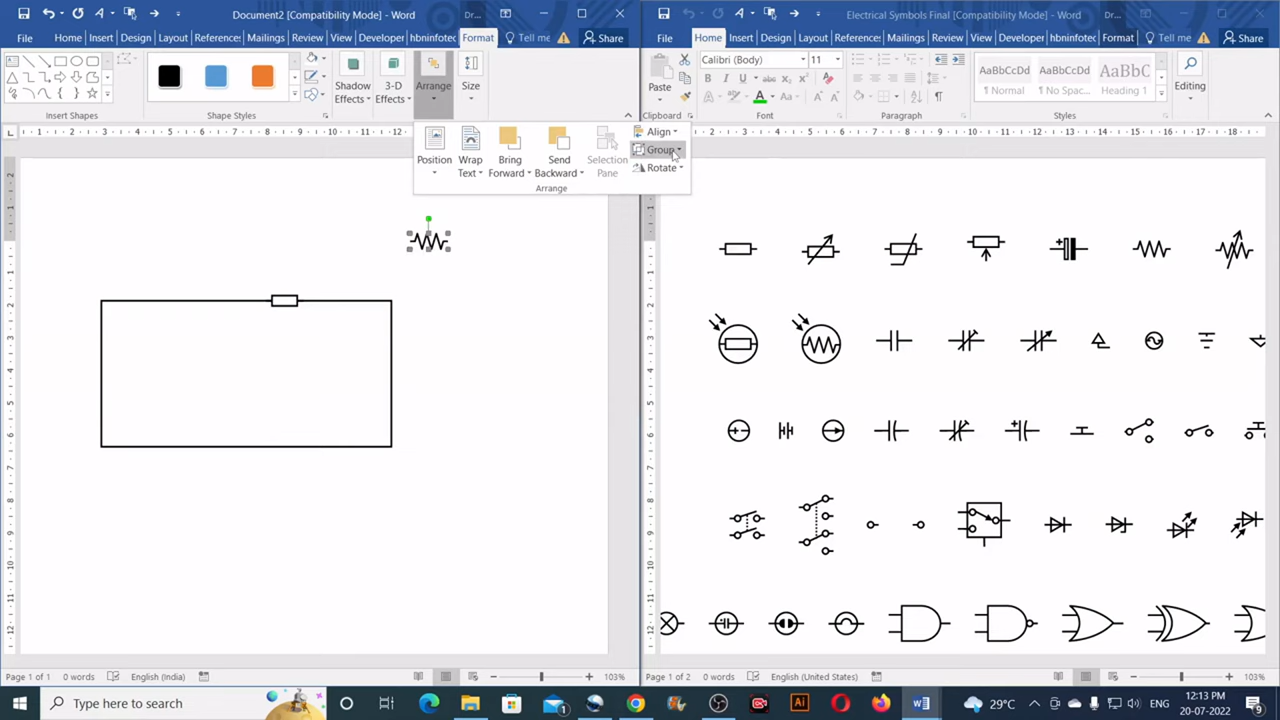 Document2 [Compatibility Mode] - Word
Dr...
File Home Insert Design Layout Reference: Mailings Review View Developer hbninfotec Format Tell me Share
Insert Shapes
Shape Styles
Shadow Effects
3-D Effects
Arrange
Size
Position
Wrap Text
Bring Forward
Send Backward
Selection Pane
Align
Group
Rotate
Arrange
Page 1 of 1 0 words English (India) 103%
Electrical Symbols Final [Compatibility Mode] - Word
Dr...
File Home Insert Design Layout Reference: Mailings Review View Developer hbninfotec Format Tell me Share
Paste
Clipboard
Calibri (Body) 11
Font
Paragraph
AaBbCcDd AaBbCcDd AaBbC
¶ Normal ¶ No Spac... Heading 1
Styles
Editing
Page 1 of 2 0 words English (United States) 103%
Type here to search
29°C ENG 12:13 PM
20-07-2022